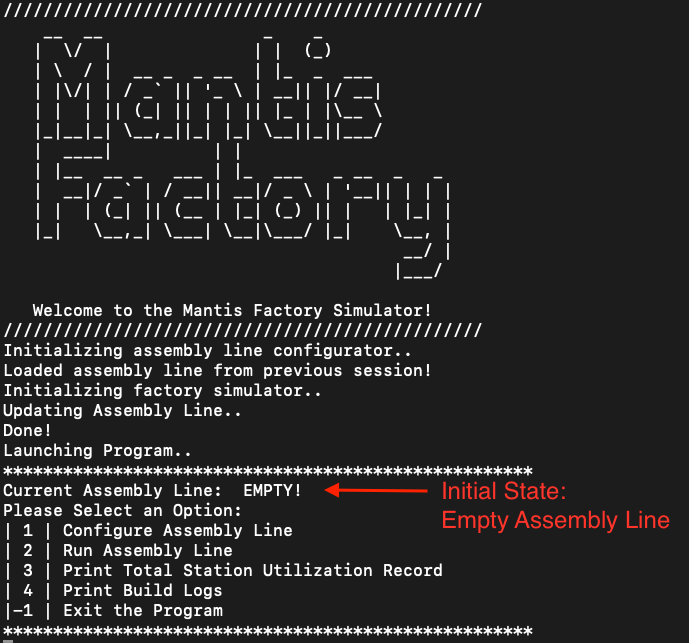 ////////////////////////////////////////////////
Mantis
Factory
Welcome to the Mantis Factory Simulator!
////////////////////////////////////////////////
Initializing assembly line configurator..
Loaded assembly line from previous session!
Initializing factory simulator..
Updating Assembly Line..
Done!
Launching Program..
*****************************************************
Current Assembly Line:  EMPTY!
Initial State:
Empty Assembly Line
Please Select an Option:
| 1 | Configure Assembly Line
| 2 | Run Assembly Line
| 3 | Print Total Station Utilization Record
| 4 | Print Build Logs
|-1 | Exit the Program
*****************************************************